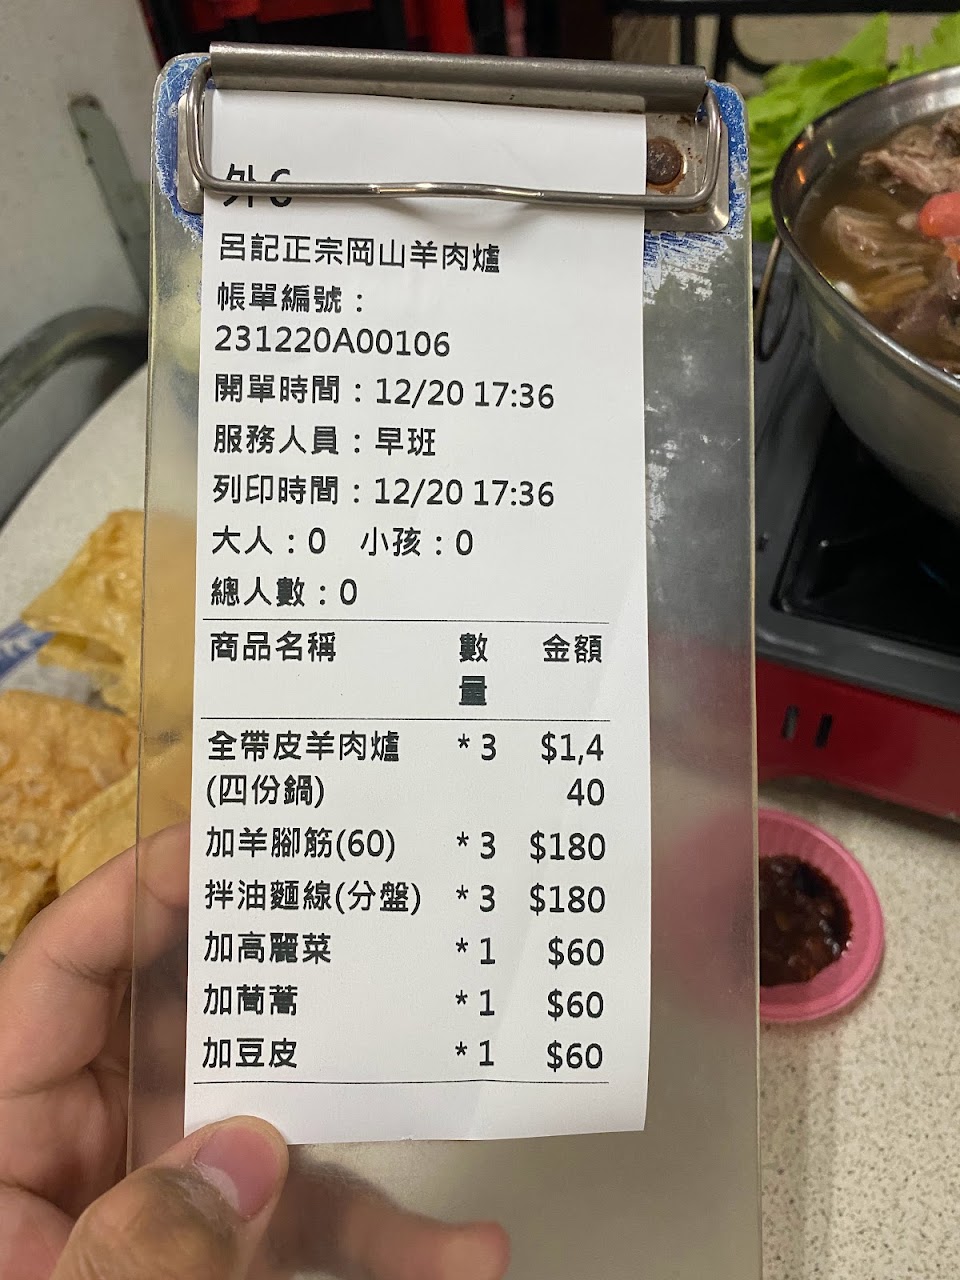 外6
呂記正宗岡山羊肉爐
帳單編號：
231220A00106
開單時間：12/20 17:36
服務人員：早班
列印時間：12/20 17:36
大人：0 小孩：0
總人數：0
商品名稱 數量 金額
全帶皮羊肉爐 * 3 $1,4
(四份鍋) 40
加羊腳筋(60) * 3 $180
拌油麵線(分盤) * 3 $180
加高麗菜 * 1 $60
加茼蒿 * 1 $60
加豆皮 * 1 $60